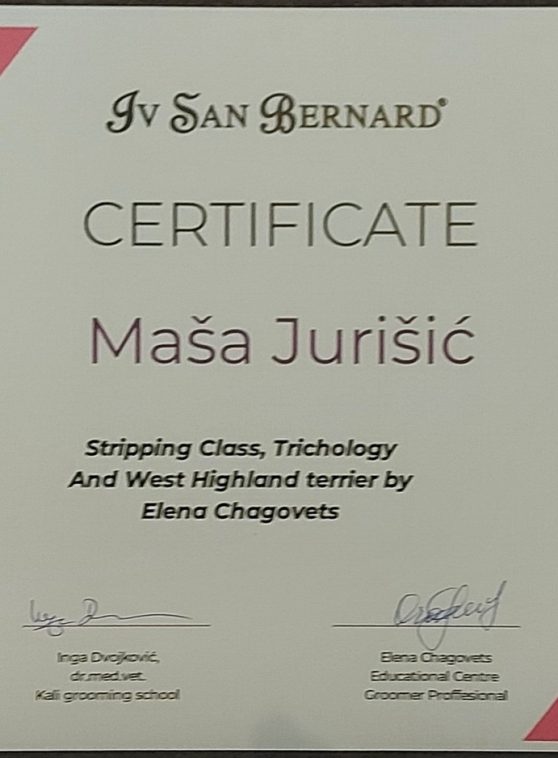 Iv San Bernard®
CERTIFICATE
Maša Jurišić
Stripping Class, Trichology
And West Highland terrier by
Elena Chagovets
Inga Dvojković,
dr.med.vet.
Kali grooming school
Elena Chagovets
Educational Centre
Groomer Proffesional